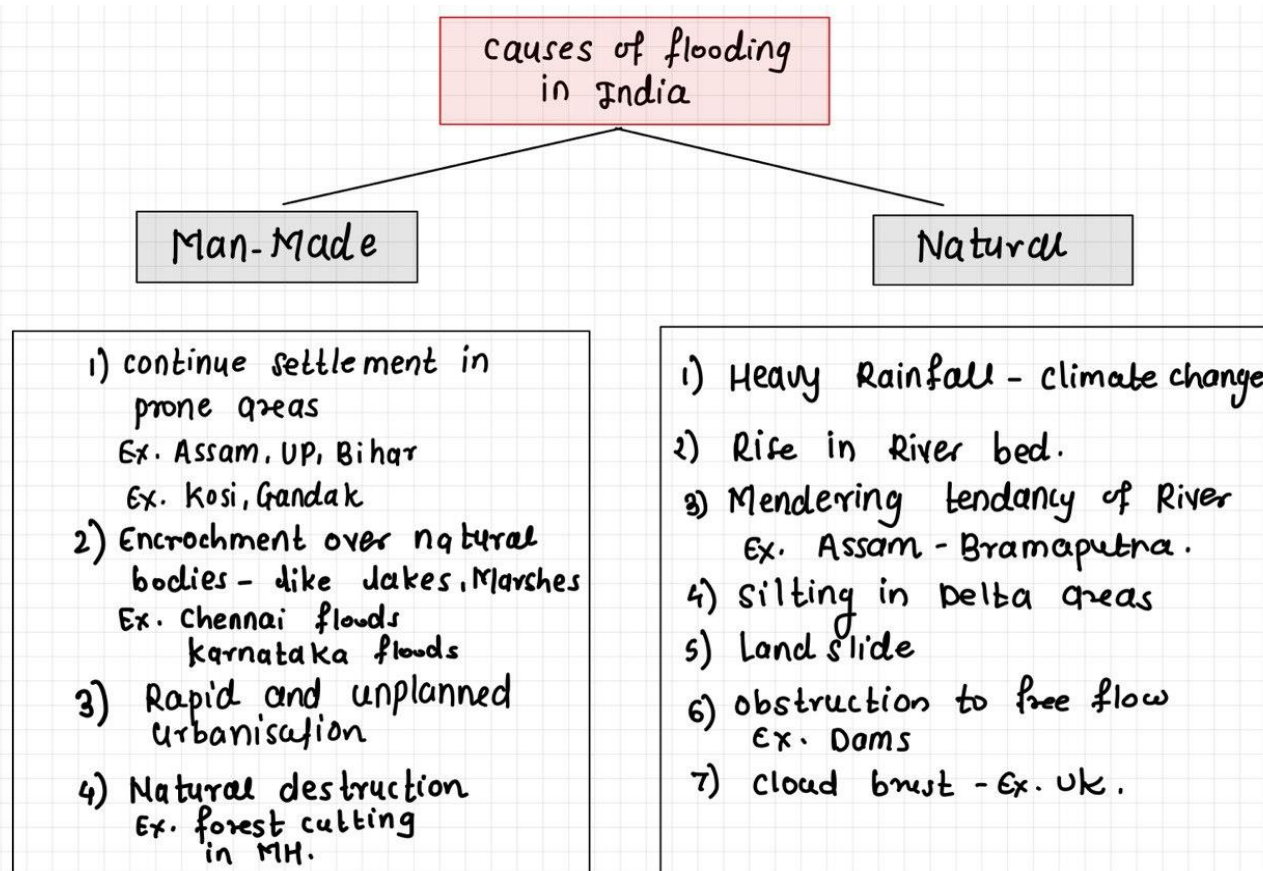 causes of flooding
in India
Man-Made
Natural
1) continue settlement in
prone areas
Ex. Assam, UP, Bihar
Ex. Kosi, Gandak
2) Encrochment over natural
bodies - like lakes, Marshes
Ex. Chennai floods
karnataka floods
3) Rapid and unplanned
urbanisation
4) Natural destruction
Ex. forest cutting
in MH.
1) Heavy Rainfall - climate change
2) Rise in River bed.
3) Mendering tendancy of River
Ex. Assam - Bramaputna.
4) Silting in Delta areas
5) Land slide
6) obstruction to free flow
Ex. Dams
7) cloud brust - Ex. Uk.